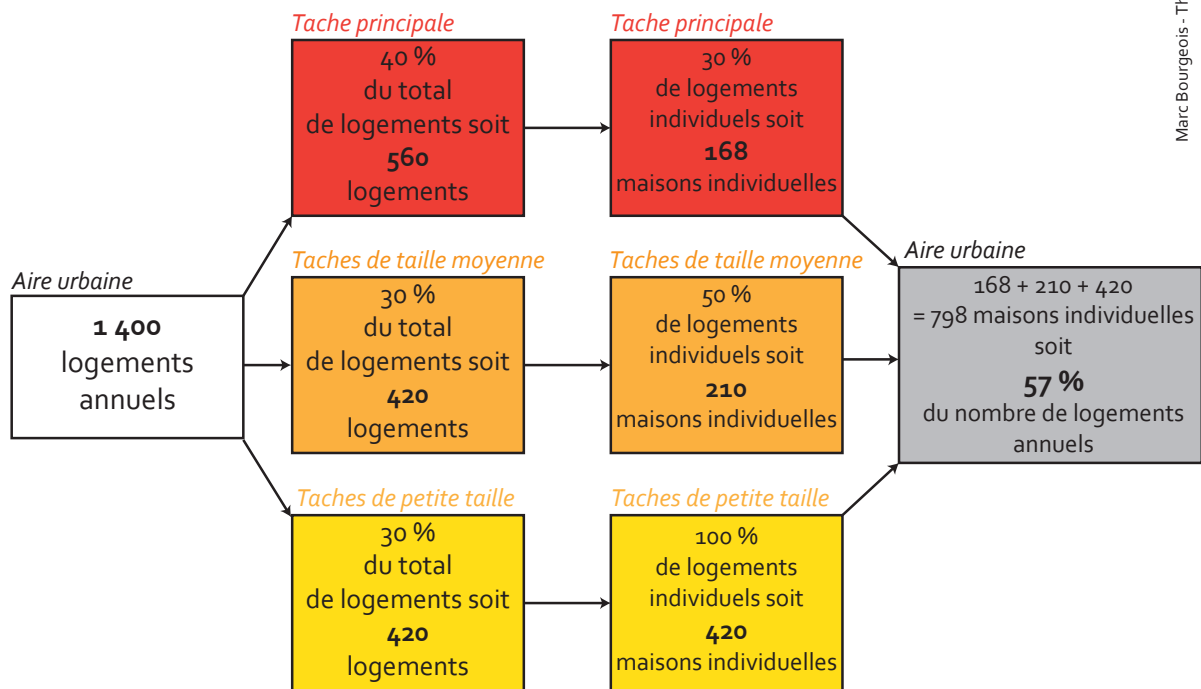 Tache principale
40 %
du total
de logements soit
560
logements
Tache principale
30 %
de logements
individuels soit
168
maisons individuelles
Aire urbaine
1 400
logements
annuels
Taches de taille moyenne
30 %
du total
de logements soit
420
logements
Taches de taille moyenne
50 %
de logements
individuels soit
210
maisons individuelles
Taches de petite taille
30 %
du total
de logements soit
420
logements
Taches de petite taille
100 %
de logements
individuels soit
420
maisons individuelles
Aire urbaine
168 + 210 + 420
= 798 maisons individuelles
soit
57 %
du nombre de logements
annuels
Marc Bourgeois -